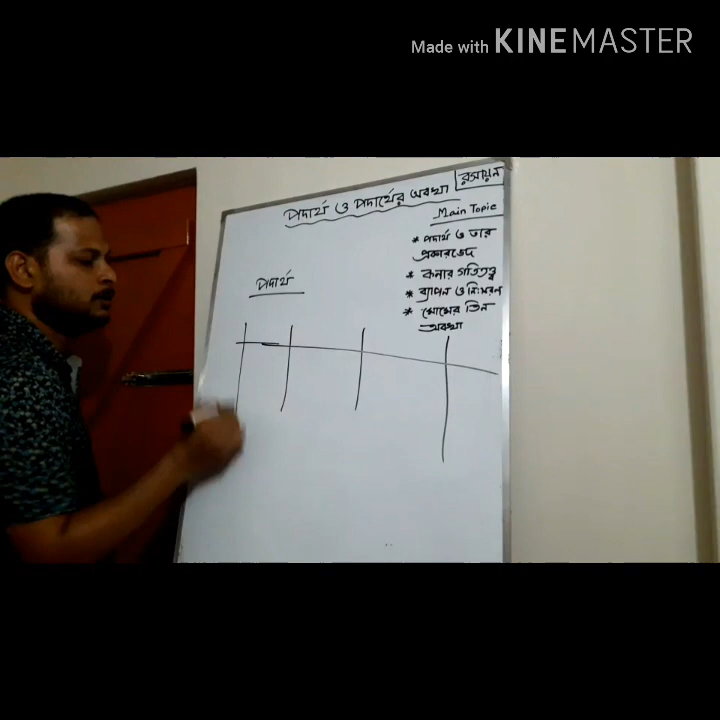 Made with KINEMASTER
পদার্থ ও পদার্থের অবস্থা
রসায়ন
Main Topic
* পদার্থ ও তার
প্রকারভেদ
* কনার গতিতত্ত্ব
* ব্যাপন ও নিঃসরণ
* মোমের তিন
অবস্থা
পদার্থ